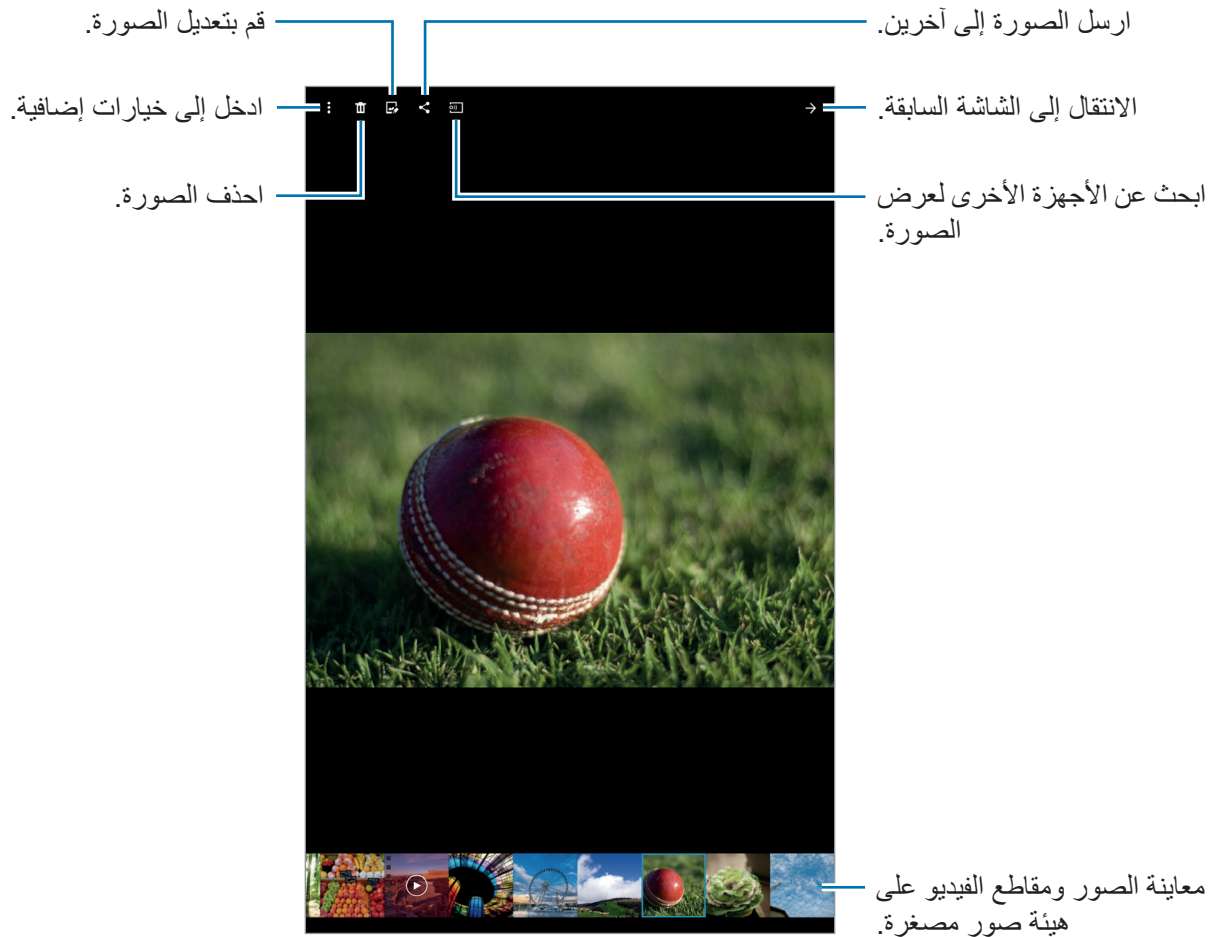 ارسل الصورة إلى آخرين.
قم بتعديل الصورة.
الانتقال إلى الشاشة السابقة.
ادخل إلى خيارات إضافية.
ابحث عن الأجهزة الأخرى لعرض
الصورة.
احذف الصورة.
معاينة الصور ومقاطع الفيديو على
هيئة صور مصغرة.